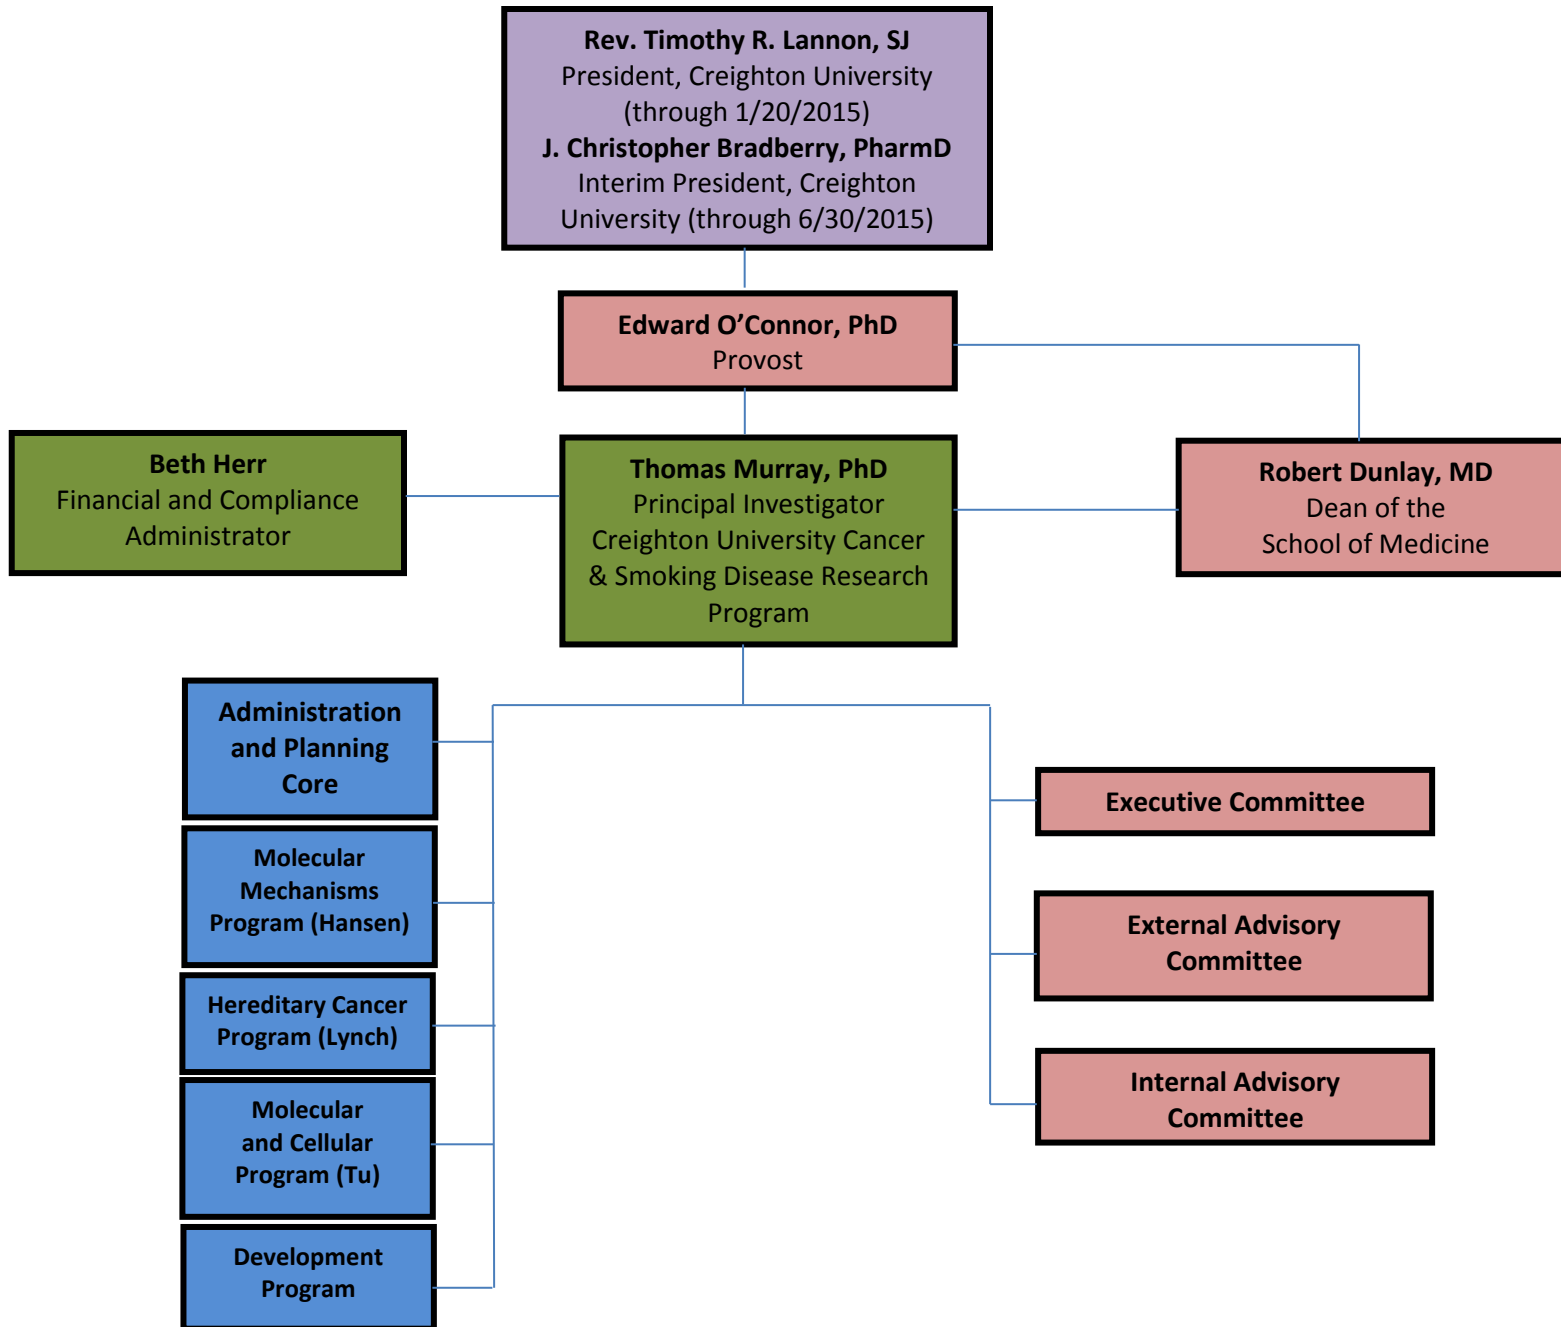 Rev. Timothy R. Lannon, SJ
President, Creighton University
(through 1/20/2015)
J. Christopher Bradberry, PharmD
Interim President, Creighton
University (through 6/30/2015)
Edward O’Connor, PhD
Provost
Beth Herr
Financial and Compliance
Administrator
Thomas Murray, PhD
Principal Investigator
Creighton University Cancer
& Smoking Disease Research
Program
Robert Dunlay, MD
Dean of the
School of Medicine
Administration
and Planning
Core
Molecular
Mechanisms
Program (Hansen)
Hereditary Cancer
Program (Lynch)
Molecular
and Cellular
Program (Tu)
Development
Program
Executive Committee
External Advisory
Committee
Internal Advisory
Committee